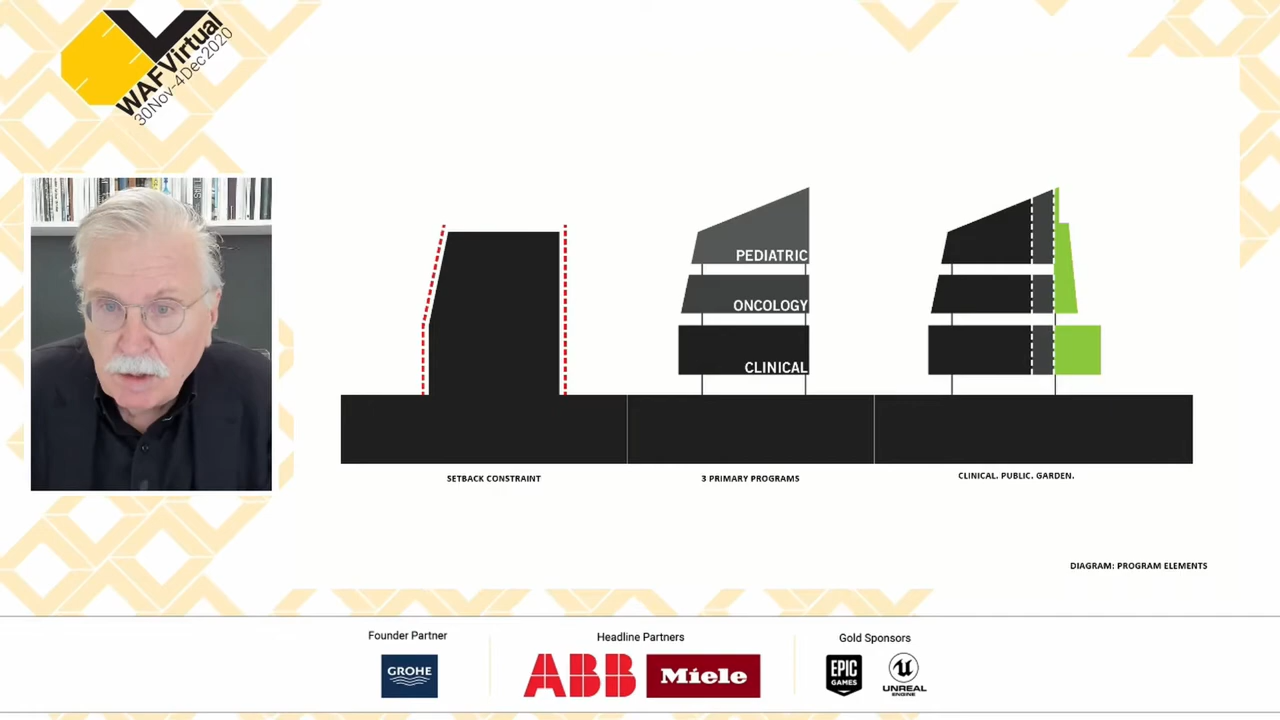 WAFVirtual
30Nov-4Dec2020
PEDIATRIC
ONCOLOGY
CLINICAL
SETBACK CONSTRAINT
3 PRIMARY PROGRAMS
CLINICAL. PUBLIC. GARDEN.
DIAGRAM: PROGRAM ELEMENTS
Founder Partner
Headline Partners
Gold Sponsors
GROHE
ABB
Miele
EPIC
GAMES
UNREAL
ENGINE